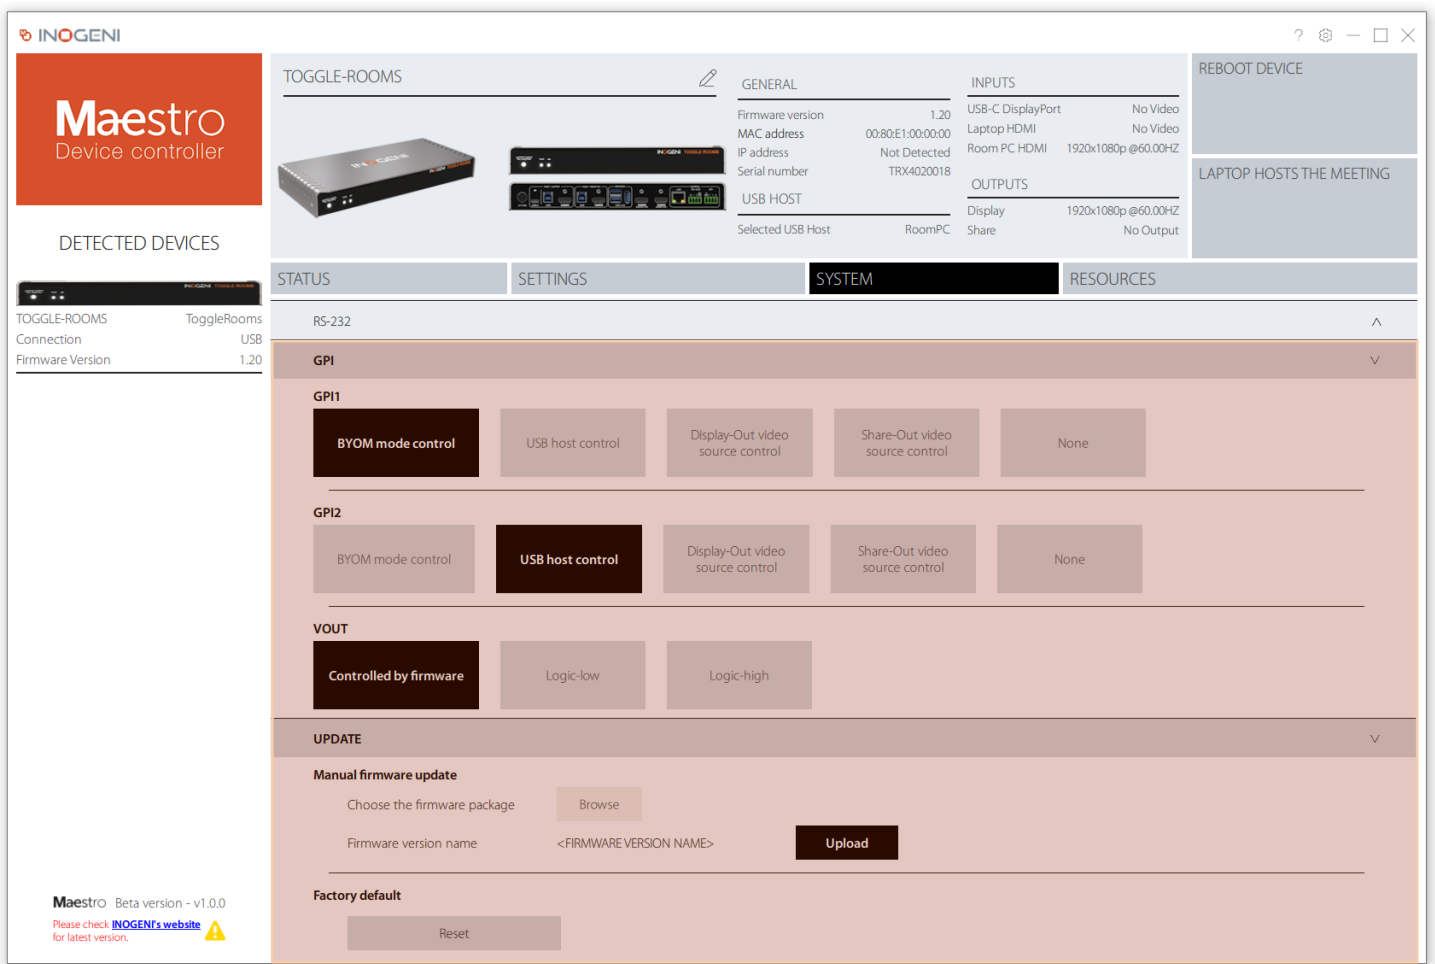 INOGENI
Maestro
Device controller
DETECTED DEVICES
INOGENI TOGGLE-ROOMS
TOGGLE-ROOMS ToggleRooms
Connection USB
Firmware Version 1.20
Maestro Beta version - v1.0.0
Please check INOGENI's website
for latest version.
TOGGLE-ROOMS
INOGENI
INOGENI TOGGLE ROOMS
GENERAL
Firmware version 1.20
MAC address 00:80:E1:00:00:00
IP address Not Detected
Serial number TRX4020018
USB HOST
Selected USB Host RoomPC
INPUTS
USB-C DisplayPort No Video
Laptop HDMI No Video
Room PC HDMI 1920x1080p @60.00HZ
OUTPUTS
Display 1920x1080p @60.00HZ
Share No Output
REBOOT DEVICE
LAPTOP HOSTS THE MEETING
STATUS SETTINGS SYSTEM RESOURCES
RS-232
GPI
GPI1
BYOM mode control USB host control Display-Out video source control Share-Out video source control None
GPI2
BYOM mode control USB host control Display-Out video source control Share-Out video source control None
VOUT
Controlled by firmware Logic-low Logic-high
UPDATE
Manual firmware update
Choose the firmware package Browse
Firmware version name <FIRMWARE VERSION NAME> Upload
Factory default
Reset